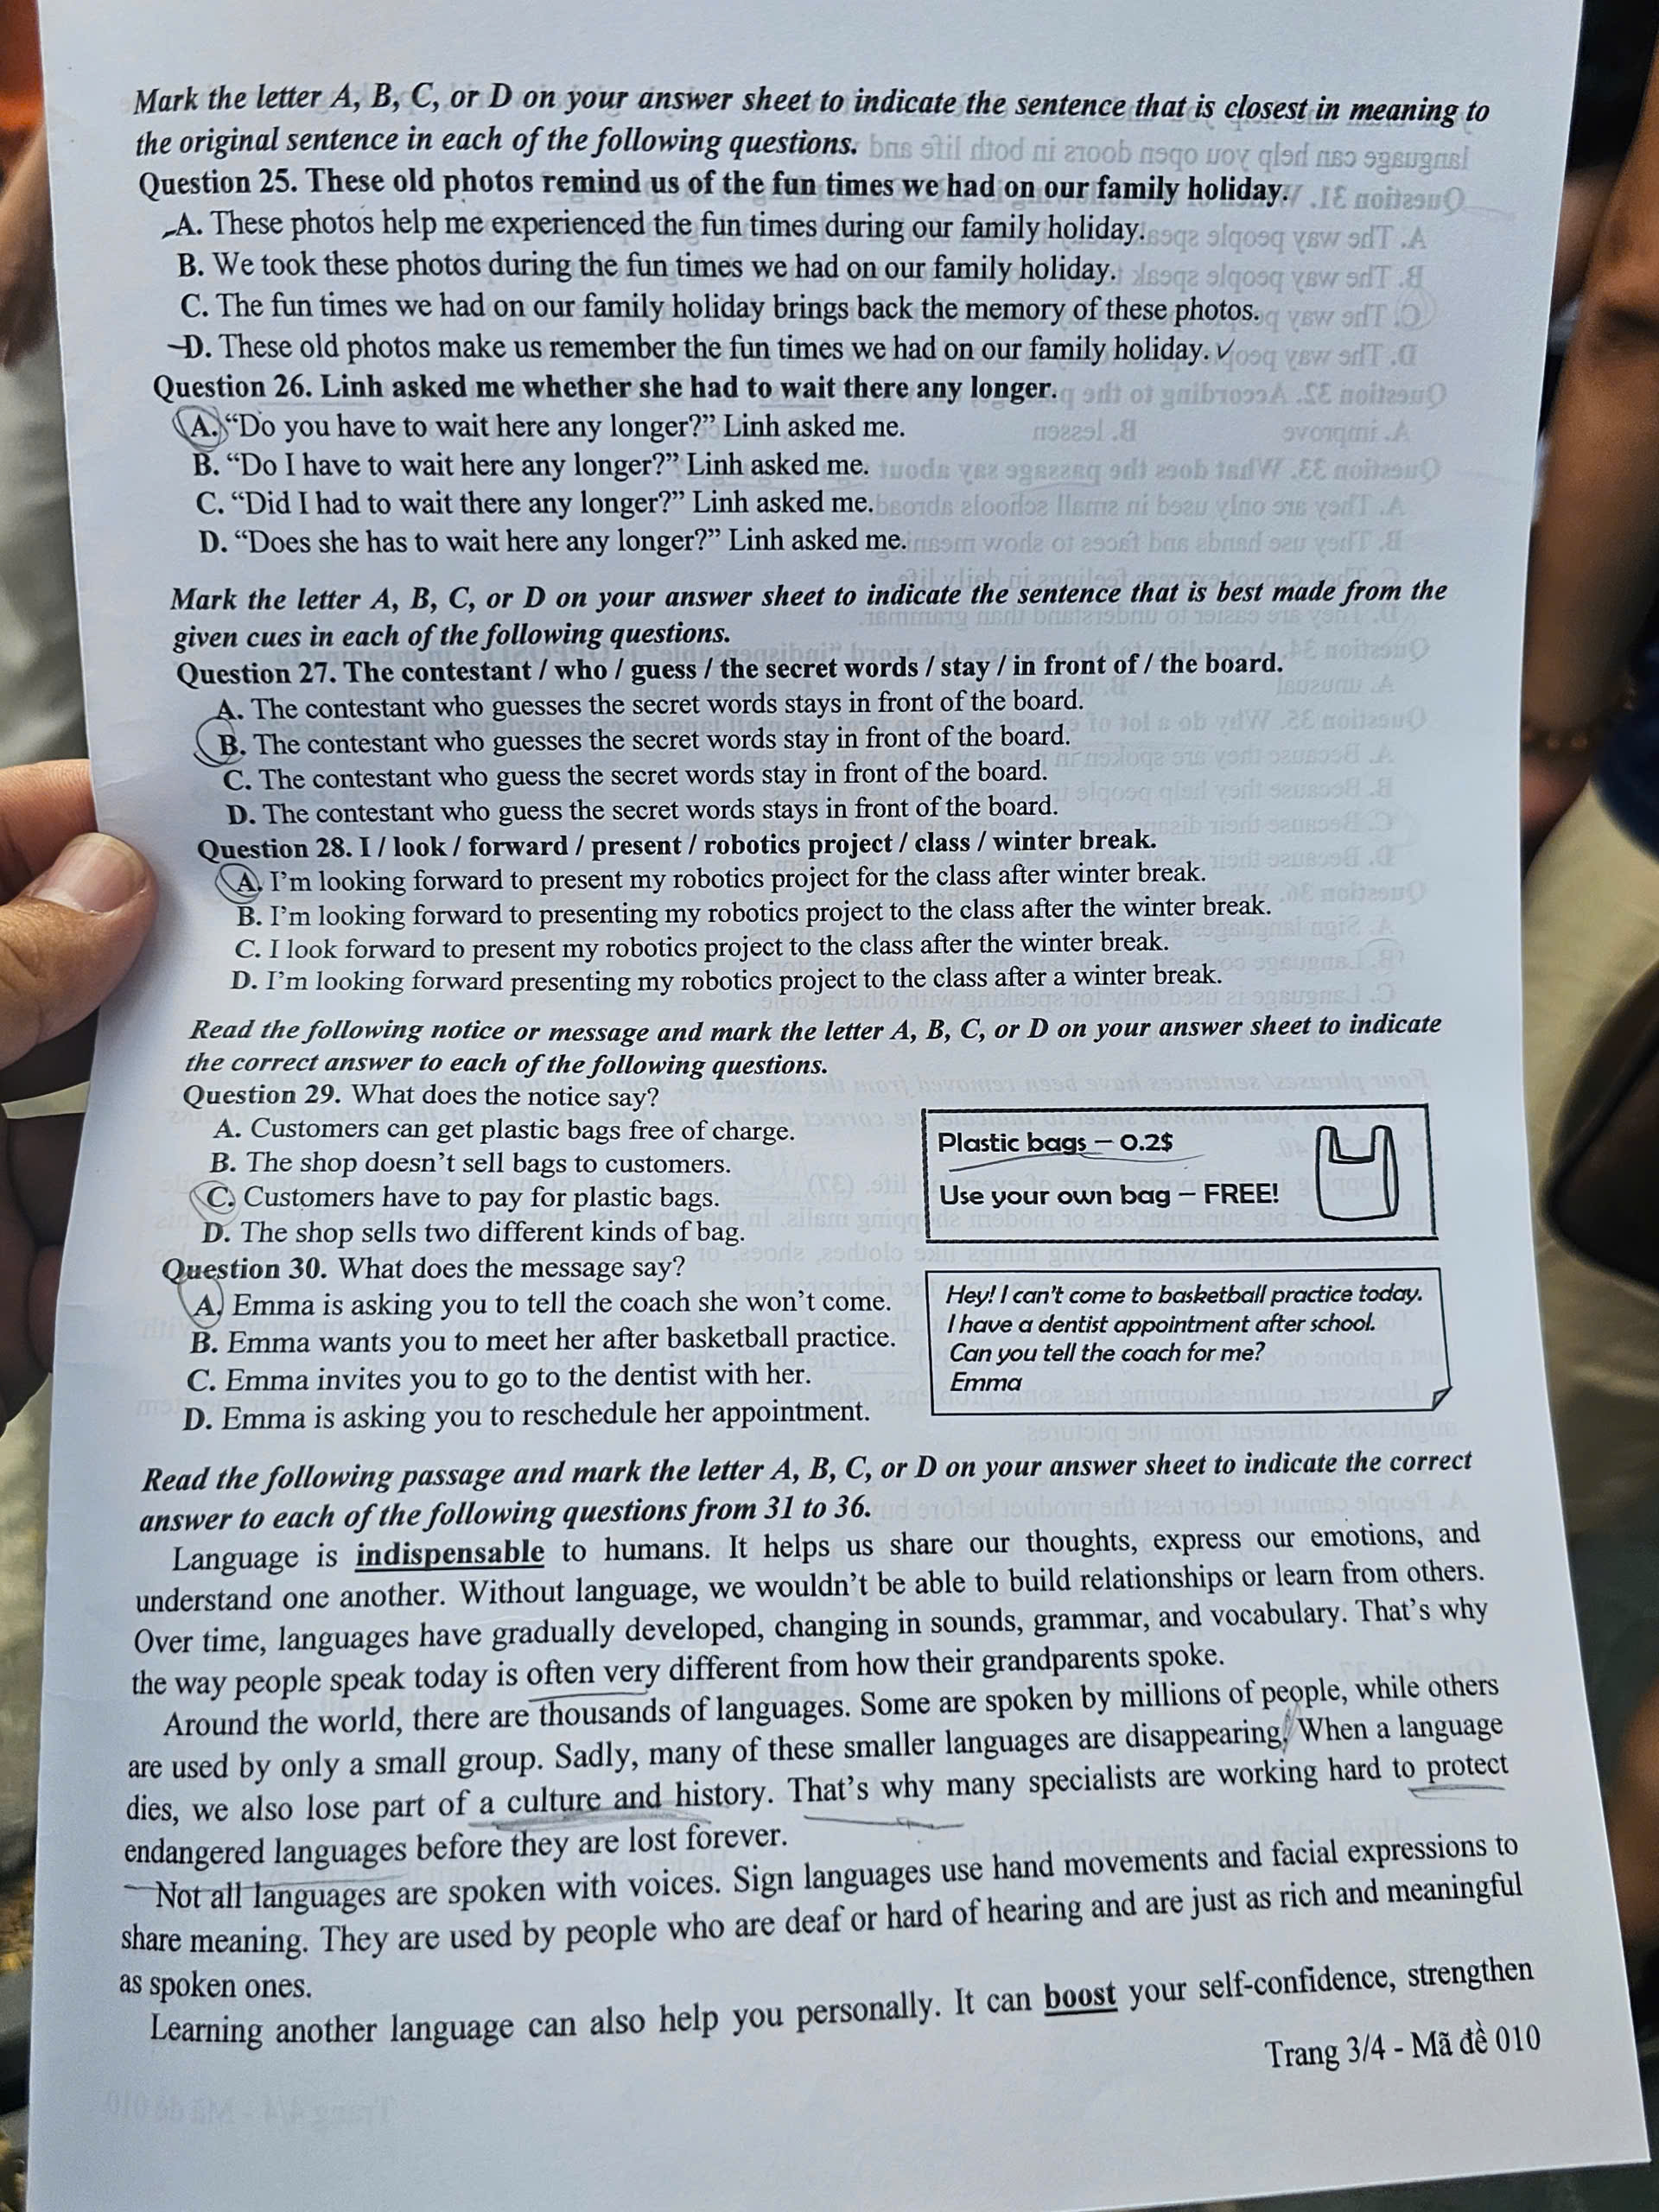 Mark the letter A, B, C, or D on your answer sheet to indicate the sentence that is closest in meaning to
the original sentence in each of the following questions.
Question 25. These old photos remind us of the fun times we had on our family holiday.
A. These photos help me experienced the fun times during our family holiday.
B. We took these photos during the fun times we had on our family holiday.
C. The fun times we had on our family holiday brings back the memory of these photos.
D. These old photos make us remember the fun times we had on our family holiday.
Question 26. Linh asked me whether she had to wait there any longer.
A. “Do you have to wait here any longer?” Linh asked me.
B. “Do I have to wait here any longer?” Linh asked me.
C. “Did I had to wait there any longer?” Linh asked me.
D. “Does she has to wait here any longer?” Linh asked me.
Mark the letter A, B, C, or D on your answer sheet to indicate the sentence that is best made from the
given cues in each of the following questions.
Question 27. The contestant / who / guess / the secret words / stay / in front of / the board.
A. The contestant who guesses the secret words stays in front of the board.
B. The contestant who guesses the secret words stay in front of the board.
C. The contestant who guess the secret words stay in front of the board.
D. The contestant who guess the secret words stays in front of the board.
Question 28. I / look / forward / present / robotics project / class / winter break.
A. I’m looking forward to present my robotics project for the class after winter break.
B. I’m looking forward to presenting my robotics project to the class after the winter break.
C. I look forward to present my robotics project to the class after the winter break.
D. I’m looking forward presenting my robotics project to the class after a winter break.
Read the following notice or message and mark the letter A, B, C, or D on your answer sheet to indicate
the correct answer to each of the following questions.
Question 29. What does the notice say?
A. Customers can get plastic bags free of charge.
B. The shop doesn’t sell bags to customers.
C. Customers have to pay for plastic bags.
D. The shop sells two different kinds of bag.
Plastic bags – 0.2$
Use your own bag – FREE!
Question 30. What does the message say?
A. Emma is asking you to tell the coach she won’t come.
B. Emma wants you to meet her after basketball practice.
C. Emma invites you to go to the dentist with her.
D. Emma is asking you to reschedule her appointment.
Hey! I can't come to basketball practice today.
I have a dentist appointment after school.
Can you tell the coach for me?
Emma
Read the following passage and mark the letter A, B, C, or D on your answer sheet to indicate the correct
answer to each of the following questions from 31 to 36.
Language is indispensable to humans. It helps us share our thoughts, express our emotions, and
understand one another. Without language, we wouldn’t be able to build relationships or learn from others.
Over time, languages have gradually developed, changing in sounds, grammar, and vocabulary. That’s why
the way people speak today is often very different from how their grandparents spoke.
Around the world, there are thousands of languages. Some are spoken by millions of people, while others
are used by only a small group. Sadly, many of these smaller languages are disappearing. When a language
dies, we also lose part of a culture and history. That’s why many specialists are working hard to protect
endangered languages before they are lost forever.
Not all languages are spoken with voices. Sign languages use hand movements and facial expressions to
share meaning. They are used by people who are deaf or hard of hearing and are just as rich and meaningful
as spoken ones.
Learning another language can also help you personally. It can boost your self-confidence, strengthen
Trang 3/4 - Mã đề 010